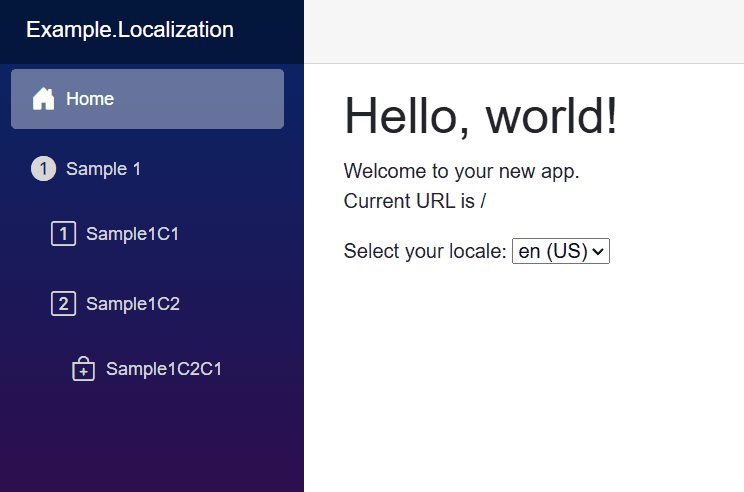 Example.Localization
Home
1 Sample 1
1 Sample1C1
2 Sample1C2
Sample1C2C1
Hello, world!
Welcome to your new app.
Current URL is /
Select your locale: en (US)